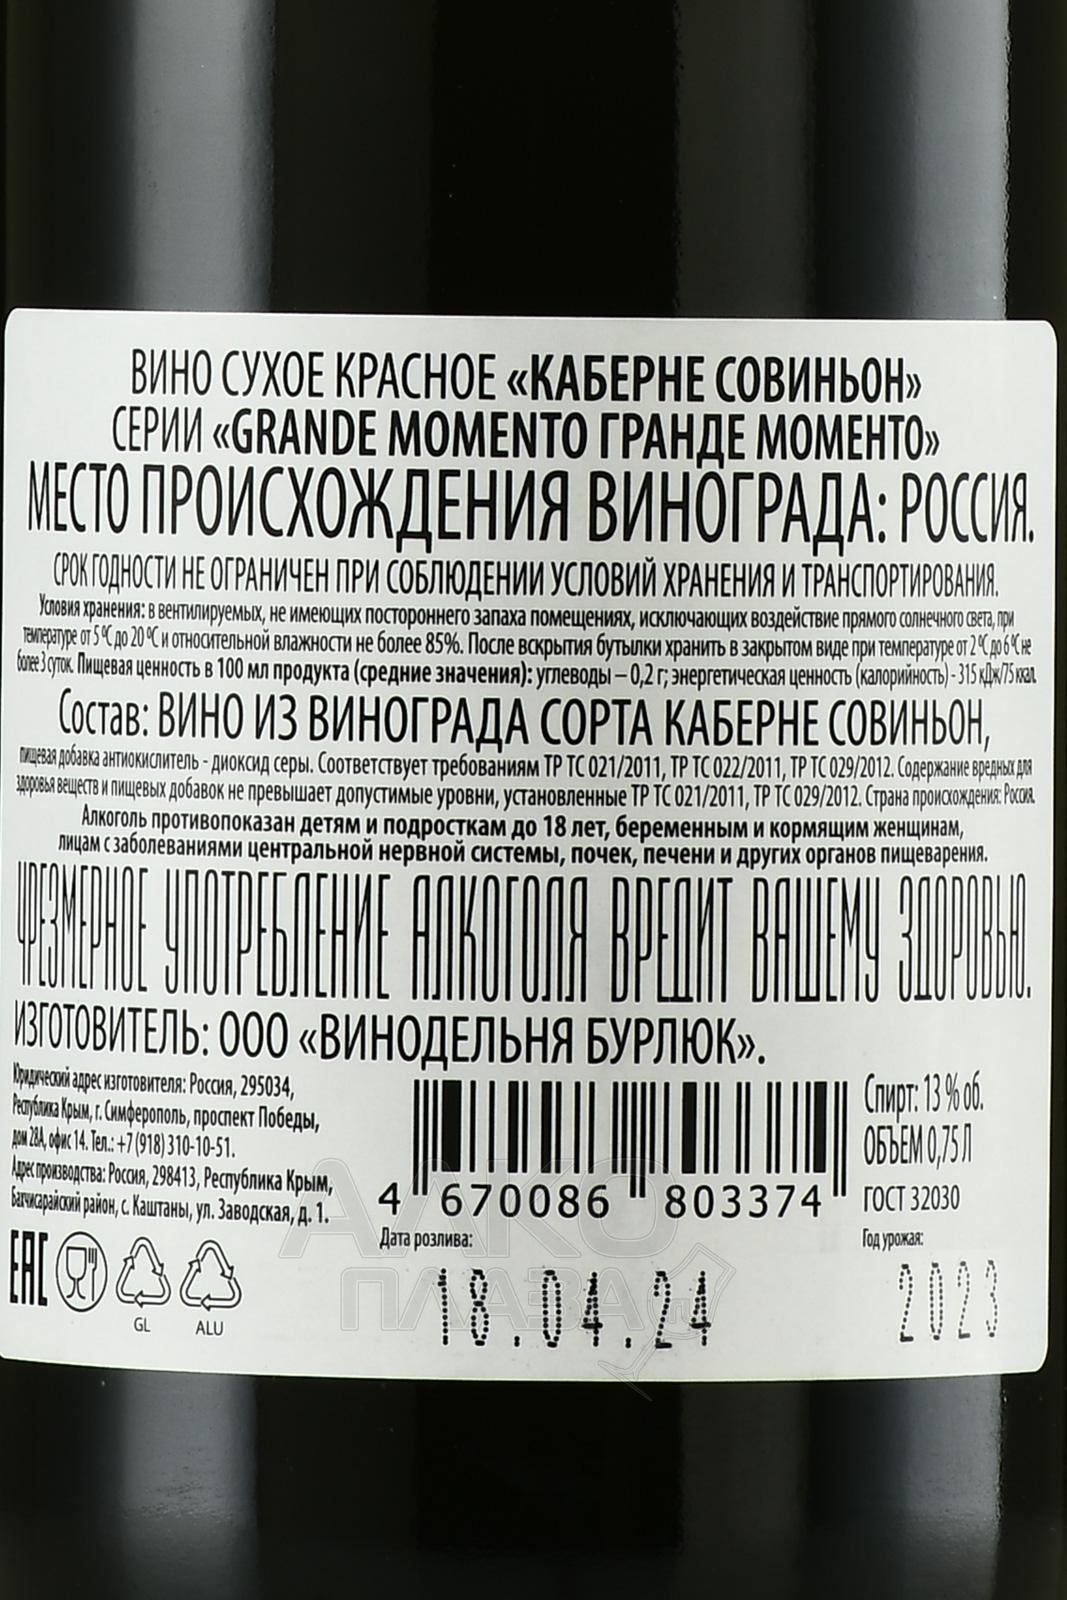 ВИНО СУХОЕ КРАСНОЕ «КАБЕРНЕ СОВИНЬОН»
СЕРИИ «GRANDE MOMENTO ГРАНДЕ МОМЕНТО»
МЕСТО ПРОИСХОЖДЕНИЯ ВИНОГРАДА: РОССИЯ.
СРОК ГОДНОСТИ НЕ ОГРАНИЧЕН ПРИ СОБЛЮДЕНИИ УСЛОВИЙ ХРАНЕНИЯ И ТРАНСПОРТИРОВАНИЯ.
Условия хранения: в вентилируемых, не имеющих постороннего запаха помещениях, исключающих воздействие прямого солнечного света, при
температуре от 5 °C до 20 °C и относительной влажности не более 85%. После вскрытия бутылки хранить в закрытом виде при температуре от 2 °C до 6 °C не
более 3 суток. Пищевая ценность в 100 мл продукта (средние значения): углеводы – 0,2 г; энергетическая ценность (калорийность) - 315 кДж/75 ккал.
Состав: ВИНО ИЗ ВИНОГРАДА СОРТА КАБЕРНЕ СОВИНЬОН,
пищевая добавка антиокислитель - диоксид серы. Соответствует требованиям ТР ТС 021/2011, ТР ТС 022/2011, ТР ТС 029/2012. Содержание вредных для
здоровья веществ и пищевых добавок не превышает допустимые уровни, установленные ТР ТС 021/2011, ТР ТС 029/2012. Страна происхождения: Россия.
Алкоголь противопоказан детям и подросткам до 18 лет, беременным и кормящим женщинам,
лицам с заболеваниями центральной нервной системы, почек, печени и других органов пищеварения.
ЧРЕЗМЕРНОЕ УПОТРЕБЛЕНИЕ АЛКОГОЛЯ ВРЕДИТ ВАШЕМУ ЗДОРОВЬЮ.
ИЗГОТОВИТЕЛЬ: ООО «ВИНОДЕЛЬНЯ БУРЛЮК».
Юридический адрес изготовителя: Россия, 295034,
Республика Крым, г. Симферополь, проспект Победы,
дом 28А, офис 14. Тел.: +7 (918) 310-10-51.
Адрес производства: Россия, 298413, Республика Крым,
Бахчисарайский район, с. Каштаны, ул. Заводская, д. 1.
EAC
GL
ALU
4 670086 803374
Дата розлива:
18.04.24
Спирт: 13 % об.
ОБЪЕМ 0,75 Л
ГОСТ 32030
Год урожая:
2023
АЛКО
ПЛАЗА